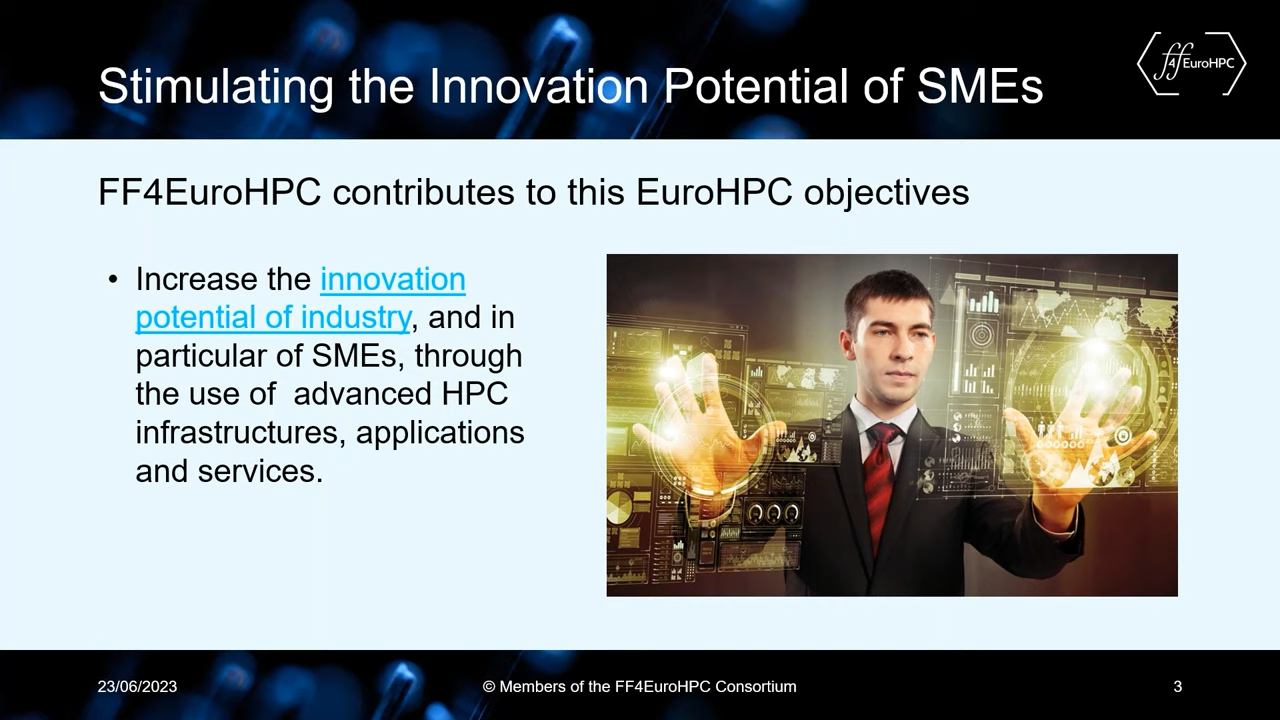 Stimulating the Innovation Potential of SMEs
ff4EuroHPC
FF4EuroHPC contributes to this EuroHPC objectives
• Increase the innovation
potential of industry, and in
particular of SMEs, through
the use of  advanced HPC
infrastructures, applications
and services.
23/06/2023
© Members of the FF4EuroHPC Consortium
3